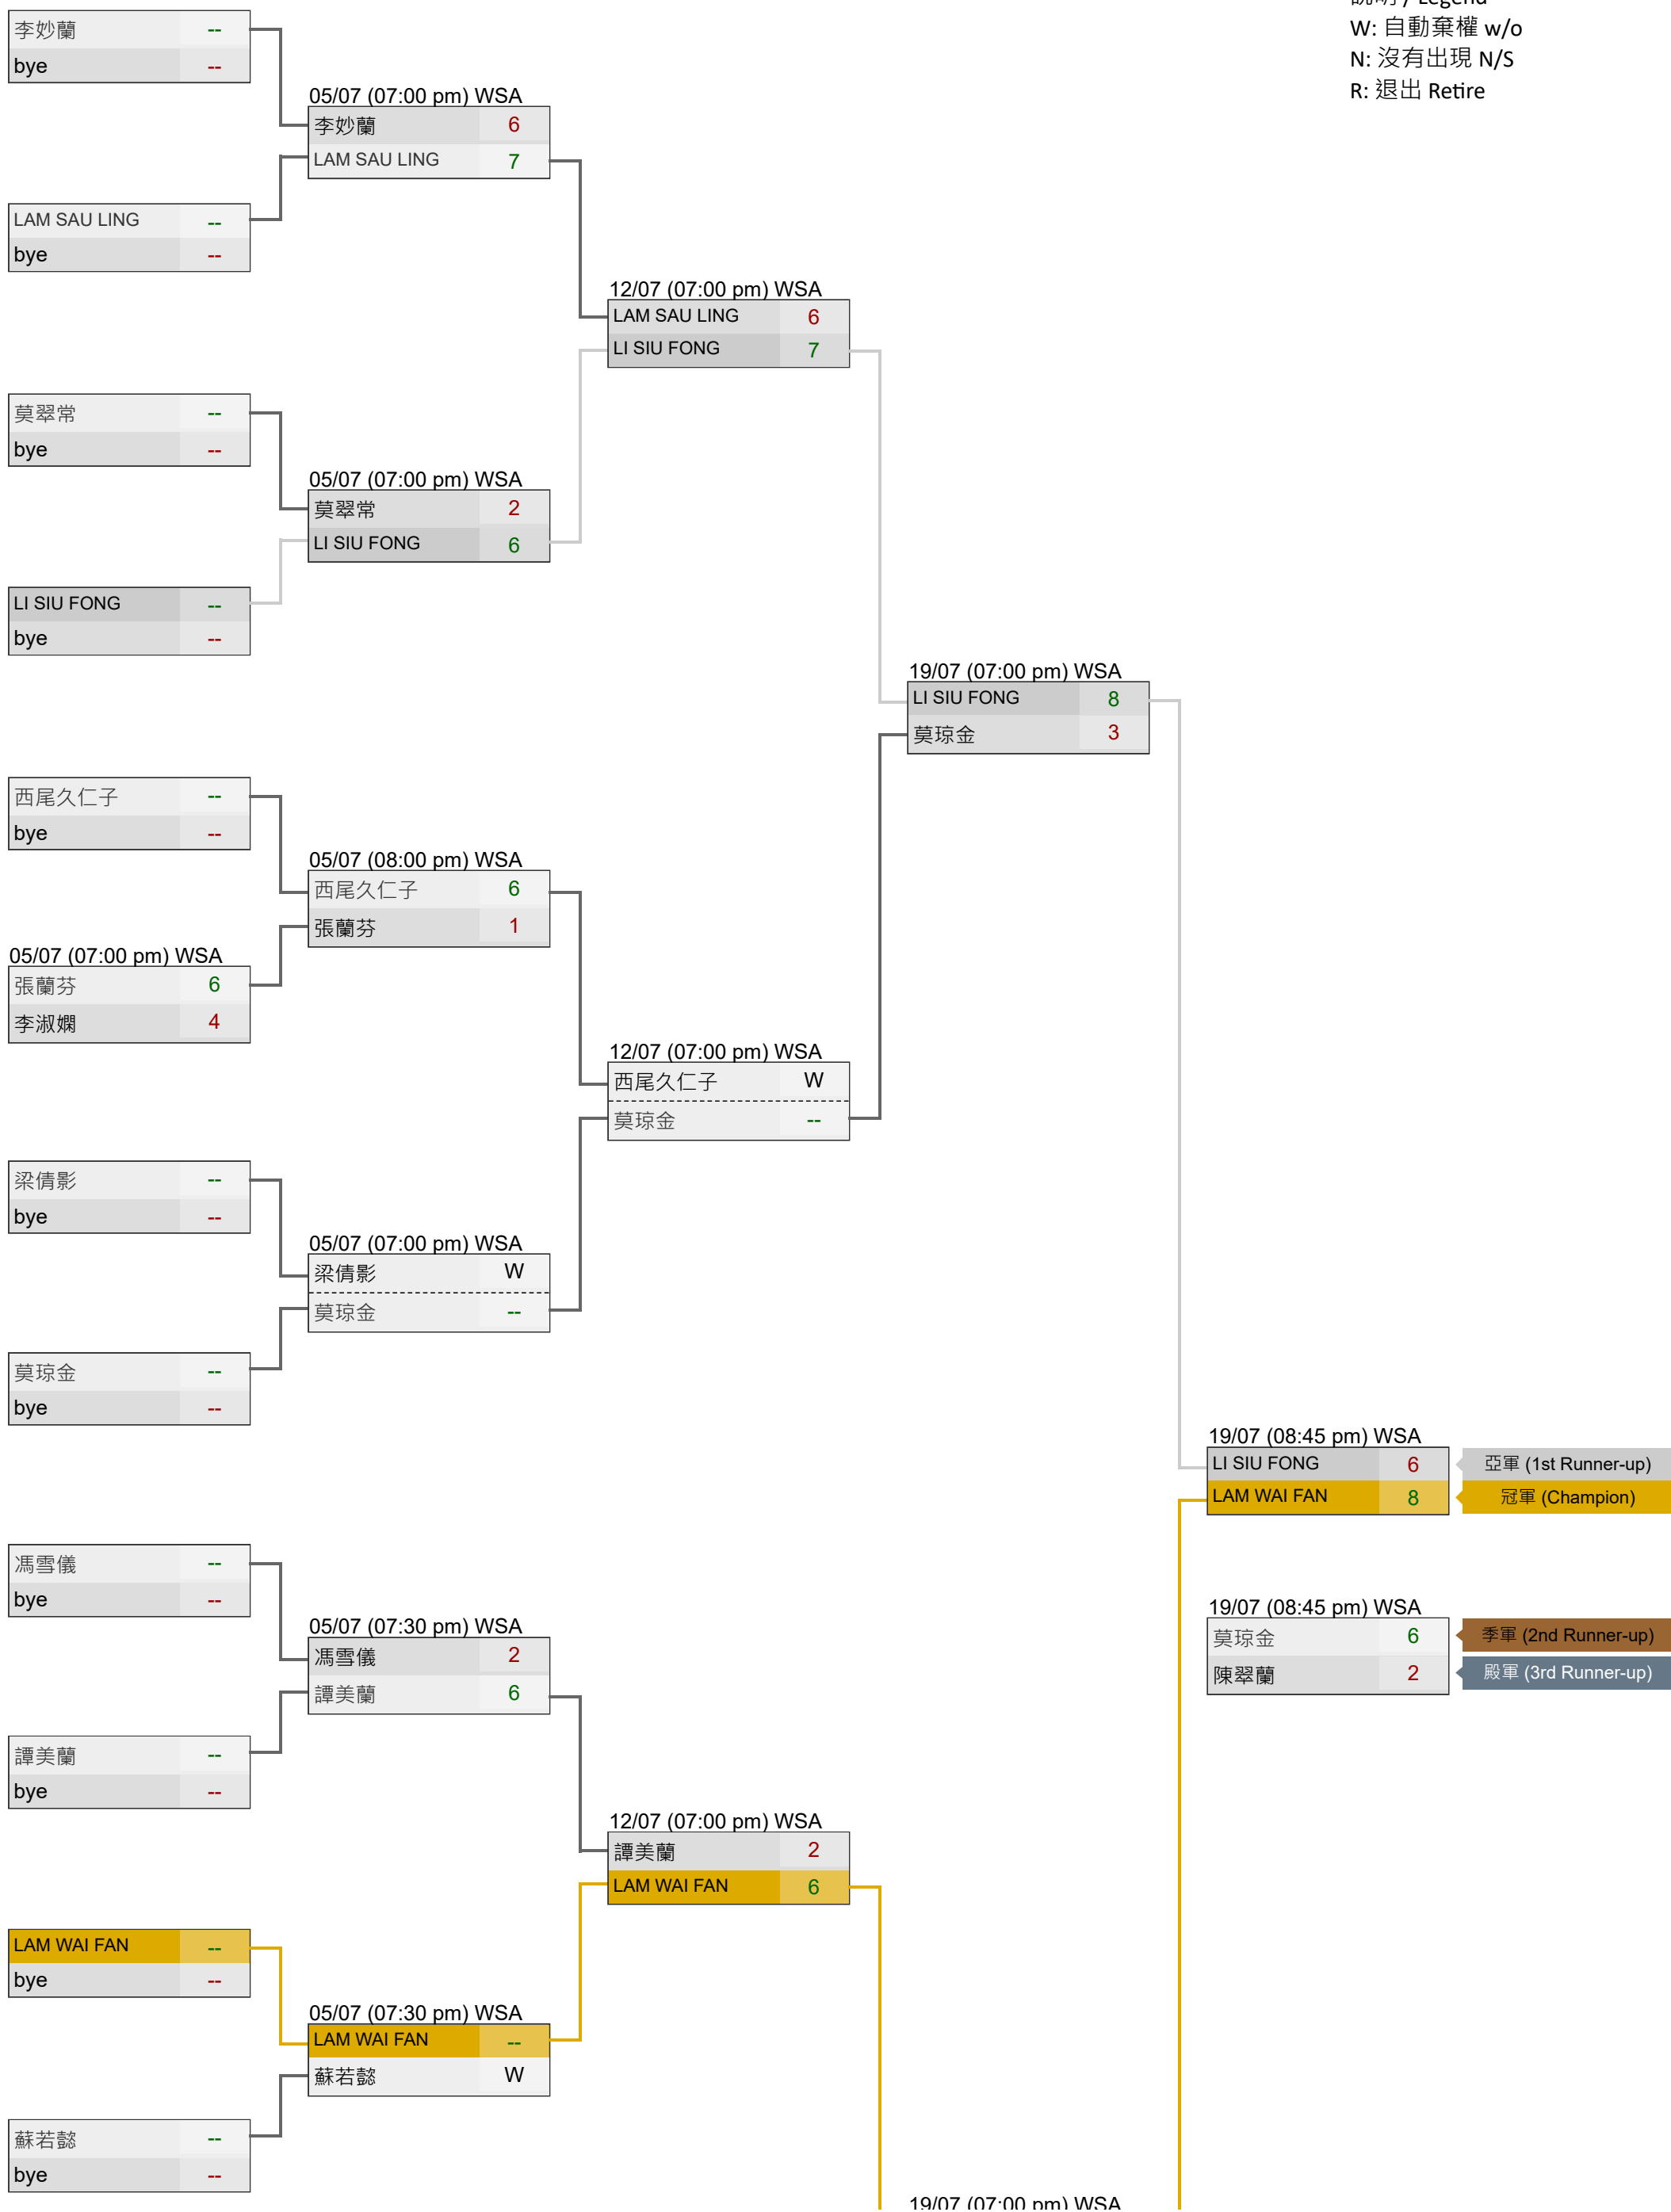 說明 / Legend
W: 自動棄權 w/o
N: 沒有出現 N/S
R: 退出 Retire
李妙蘭 --
bye --
05/07 (07:00 pm) WSA
李妙蘭 6
LAM SAU LING 7
LAM SAU LING --
bye --
12/07 (07:00 pm) WSA
LAM SAU LING 6
LI SIU FONG 7
莫翠常 --
bye --
05/07 (07:00 pm) WSA
莫翠常 2
LI SIU FONG 6
LI SIU FONG --
bye --
19/07 (07:00 pm) WSA
LI SIU FONG 8
莫琼金 3
西尾久仁子 --
bye --
05/07 (08:00 pm) WSA
西尾久仁子 6
張蘭芬 1
05/07 (07:00 pm) WSA
張蘭芬 6
李淑嫻 4
12/07 (07:00 pm) WSA
西尾久仁子 W
莫琼金 --
梁倩影 --
bye --
05/07 (07:00 pm) WSA
梁倩影 W
莫琼金 --
莫琼金 --
bye --
19/07 (08:45 pm) WSA
LI SIU FONG 6 亞軍 (1st Runner-up)
LAM WAI FAN 8 冠軍 (Champion)
馮雪儀 --
bye --
19/07 (08:45 pm) WSA
莫琼金 6 季軍 (2nd Runner-up)
陳翠蘭 2 殿軍 (3rd Runner-up)
05/07 (07:30 pm) WSA
馮雪儀 2
譚美蘭 6
譚美蘭 --
bye --
12/07 (07:00 pm) WSA
譚美蘭 2
LAM WAI FAN 6
LAM WAI FAN --
bye --
05/07 (07:30 pm) WSA
LAM WAI FAN --
蘇若懿 W
蘇若懿 --
bye --
19/07 (07:00 pm) WSA